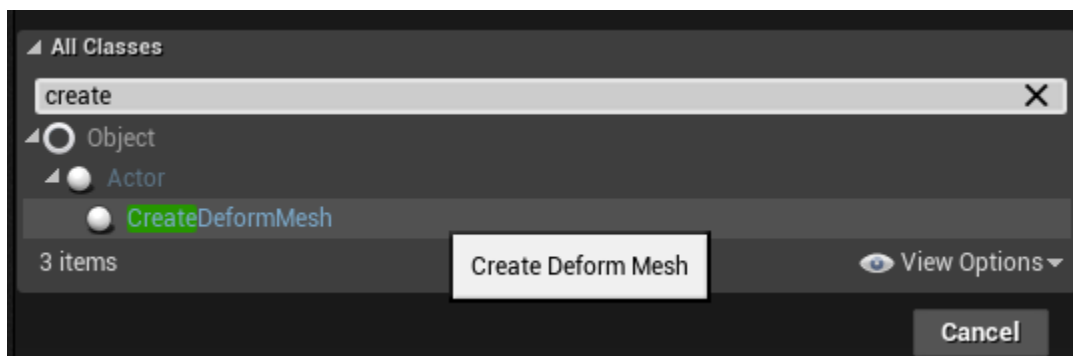 All Classes
create
Object
Actor
CreateDeformMesh
3 items
Create Deform Mesh
View Options
Cancel